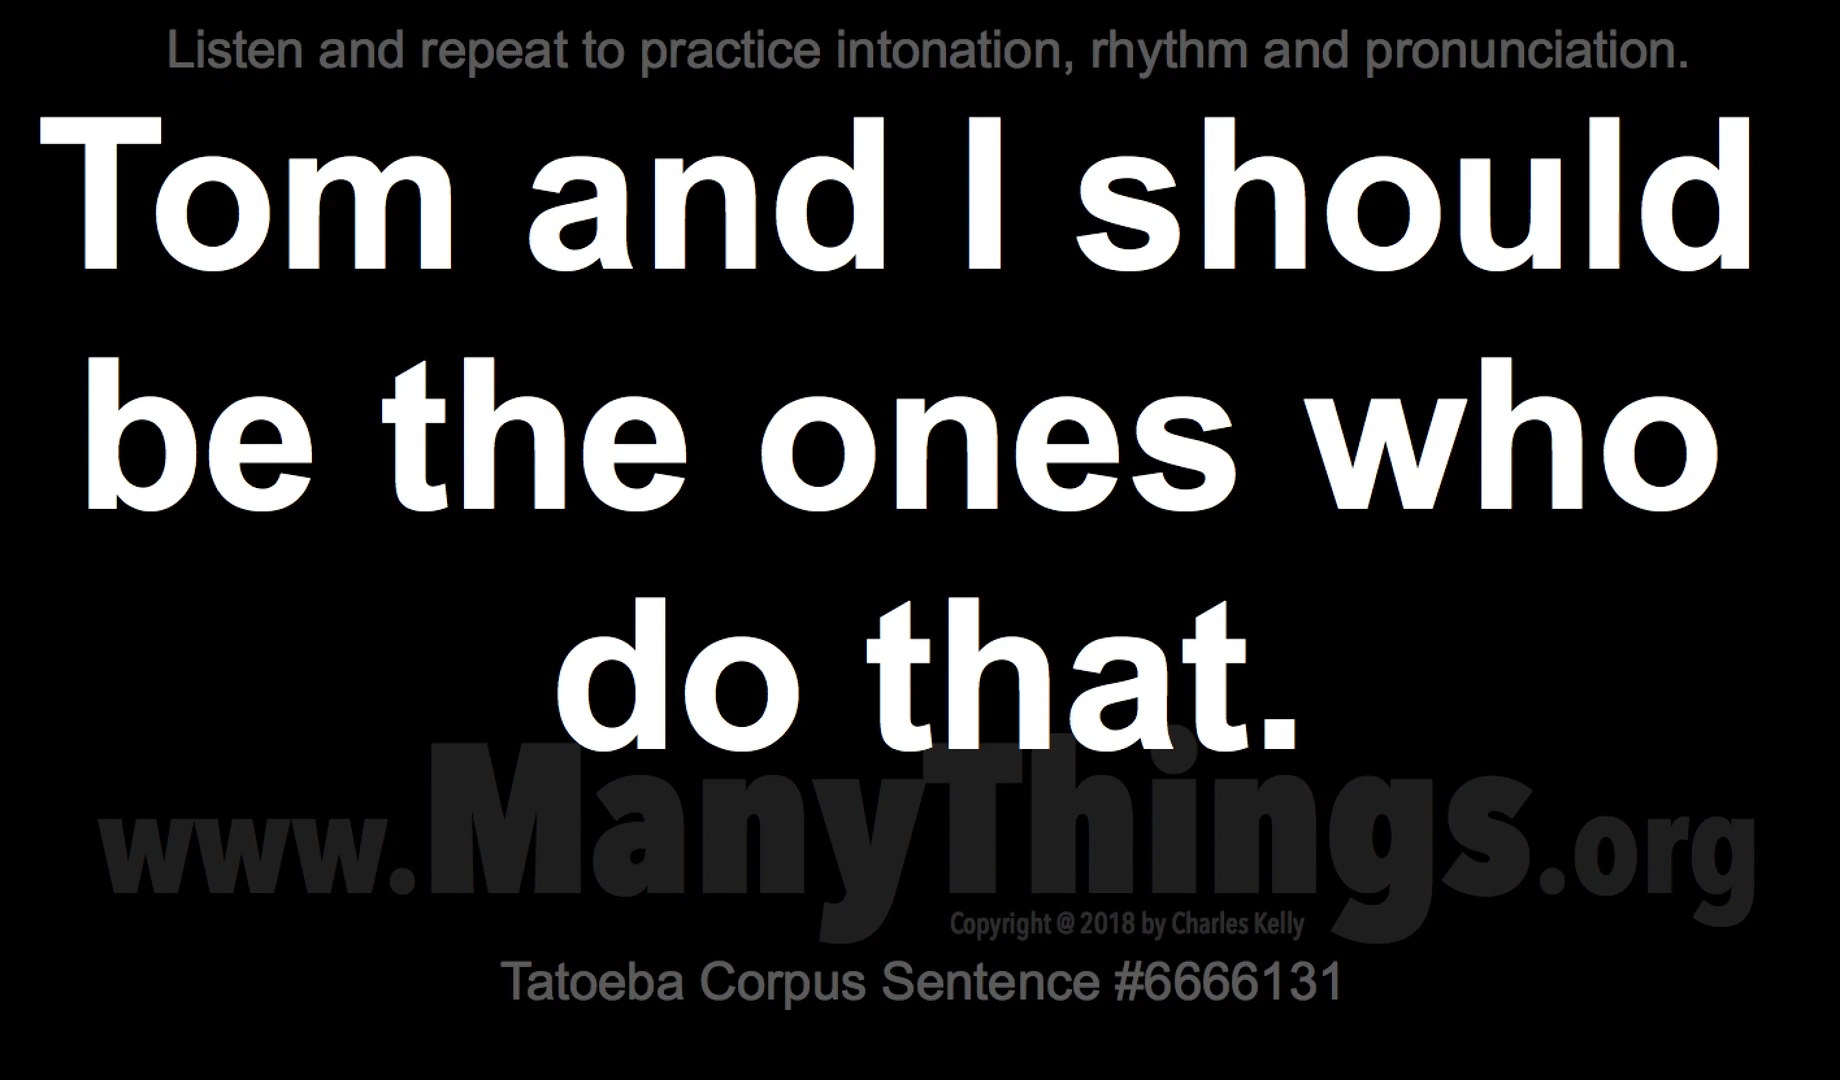 Listen and repeat to practice intonation, rhythm and pronunciation.
Tom and I should
be the ones who
do that.
www.ManyThings.org
Copyright @ 2018 by Charles Kelly
Tatoeba Corpus Sentence #6666131